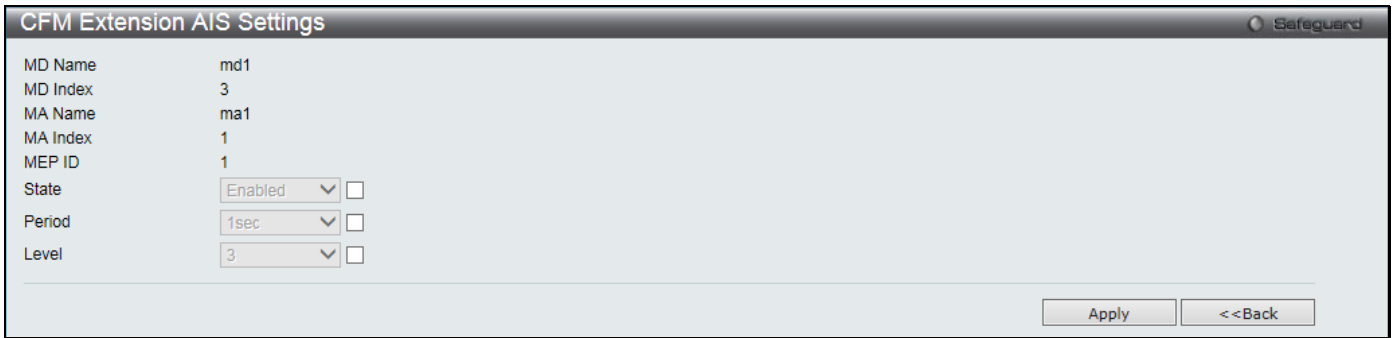 CFM Extension AIS Settings Safeguard
MD Name md1
MD Index 3
MA Name ma1
MA Index 1
MEP ID 1
State Enabled
Period 1sec
Level 3
Apply <<Back